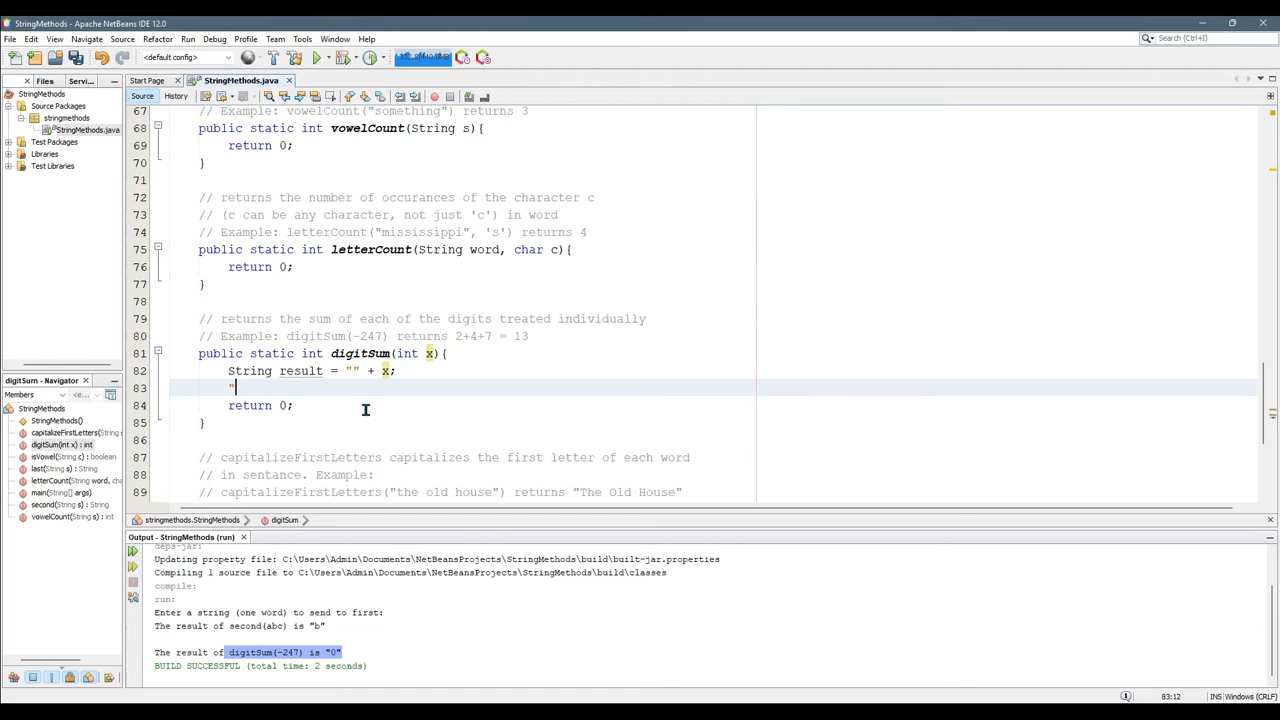 StringMethods - Apache NetBeans IDE 12.0
File Edit View Navigate Source Refactor Run Debug Profile Team Tools Window Help
Search (Ctrl+I)
<default config>
Files Servi...
Start Page StringMethods.java
StringMethods
Source Packages
stringmethods
StringMethods.java
Test Packages
Libraries
Test Libraries
Source History
67 // Example: vowelCount("something") returns 3
68 public static int vowelCount(String s){
69 return 0;
70 }
71
72 // returns the number of occurances of the character c
73 // (c can be any character, not just 'c') in word
74 // Example: letterCount("mississippi", 's') returns 4
75 public static int letterCount(String word, char c){
76 return 0;
77 }
78
79 // returns the sum of each of the digits treated individually
80 // Example: digitSum(-247) returns 2+4+7 = 13
81 public static int digitSum(int x){
82 String result = "" + x;
83 "
84 return 0;
85 }
86
87 // capitalizeFirstLetters capitalizes the first letter of each word
88 // in sentance. Example:
89 // capitalizeFirstLetters("the old house") returns "The Old House"
digitSum - Navigator
Members <e...
StringMethods
StringMethods()
capitalizeFirstLetters(String s
digitSum(int x) : int
isVowel(String c) : boolean
last(String s) : String
letterCount(String word, cha
main(String[] args)
second(String s) : String
vowelCount(String s) : int
stringmethods.StringMethods digitSum
Output - StringMethods (run)
deps-jar:
Updating property file: C:\Users\Admin\Documents\NetBeansProjects\StringMethods\build\built-jar.properties
Compiling 1 source file to C:\Users\Admin\Documents\NetBeansProjects\StringMethods\build\classes
compile:
run:
Enter a string (one word) to send to first:
The result of second(abc) is "b"
The result of digitSum(-247) is "0"
BUILD SUCCESSFUL (total time: 2 seconds)
83:12 INS Windows (CRLF)